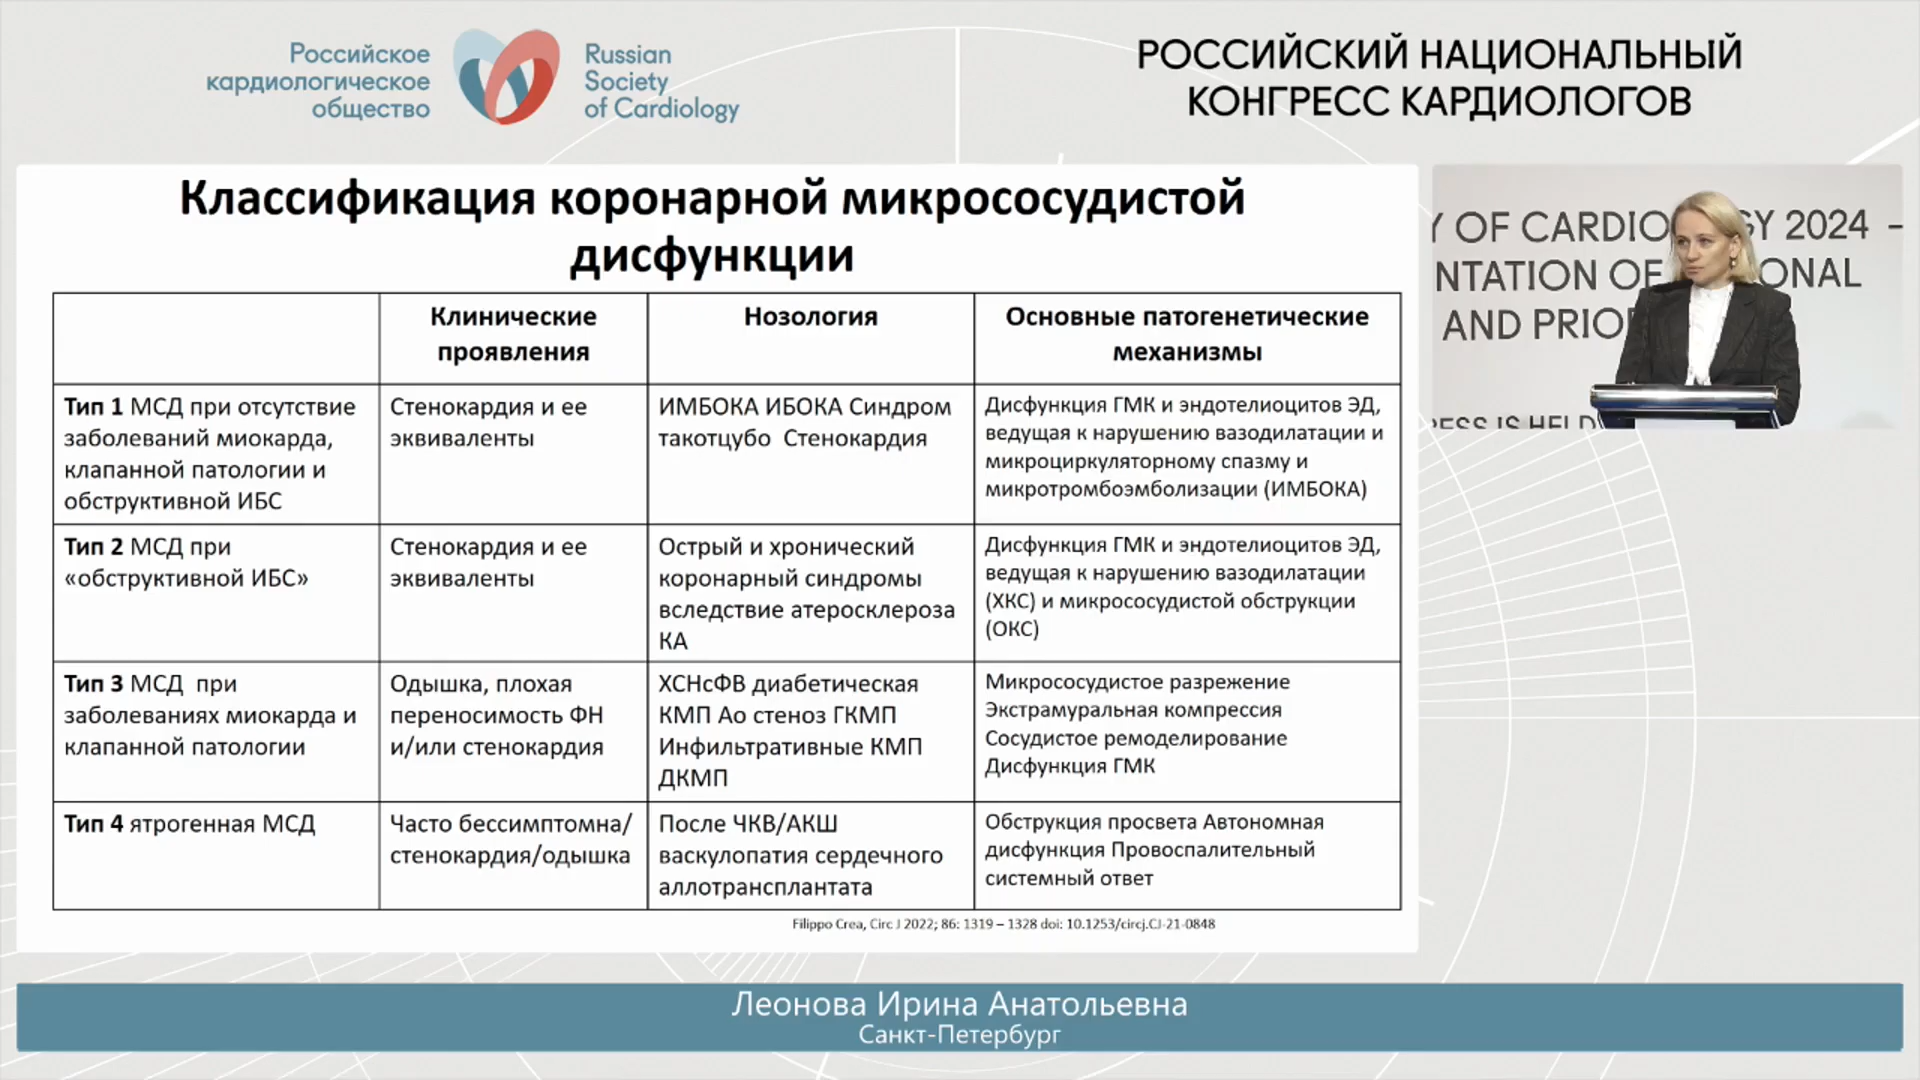 Российское
кардиологическое
общество
Russian
Society
of Cardiology
РОССИЙСКИЙ НАЦИОНАЛЬНЫЙ
КОНГРЕСС КАРДИОЛОГОВ
Классификация коронарной микрососудистой
дисфункции
Клинические
проявления
Нозология
Основные патогенетические
механизмы
Тип 1 МСД при отсутствие
заболеваний миокарда,
клапанной патологии и
обструктивной ИБС
Стенокардия и ее
эквиваленты
ИМБОКА ИБОКА Синдром
такотцубо Стенокардия
Дисфункция ГМК и эндотелиоцитов ЭД,
ведущая к нарушению вазодилатации и
микроциркуляторному спазму и
микротромбоэмболизации (ИМБОКА)
Тип 2 МСД при
«обструктивной ИБС»
Стенокардия и ее
эквиваленты
Острый и хронический
коронарный синдромы
вследствие атеросклероза
КА
Дисфункция ГМК и эндотелиоцитов ЭД,
ведущая к нарушению вазодилатации
(ХКС) и микрососудистой обструкции
(ОКС)
Тип 3 МСД при
заболеваниях миокарда и
клапанной патологии
Одышка, плохая
переносимость ФН
и/или стенокардия
ХСНсФВ диабетическая
КМП Ао стеноз ГКМП
Инфильтративные КМП
ДКМП
Микрососудистое разрежение
Экстрамуральная компрессия
Сосудистое ремоделирование
Дисфункция ГМК
Тип 4 ятрогенная МСД
Часто бессимптомна/
стенокардия/одышка
После ЧКВ/АКШ
васкулопатия сердечного
аллотрансплантата
Обструкция просвета Автономная
дисфункция Провоспалительный
системный ответ
Filippo Crea, Circ J 2022; 86: 1319 – 1328 doi: 10.1253/circj.CJ-21-0848
Y OF CARDIO GY 2024 –
NTATION OF ONAL
AND PRIO
RESS IS HELD
Леонова Ирина Анатольевна
Санкт-Петербург